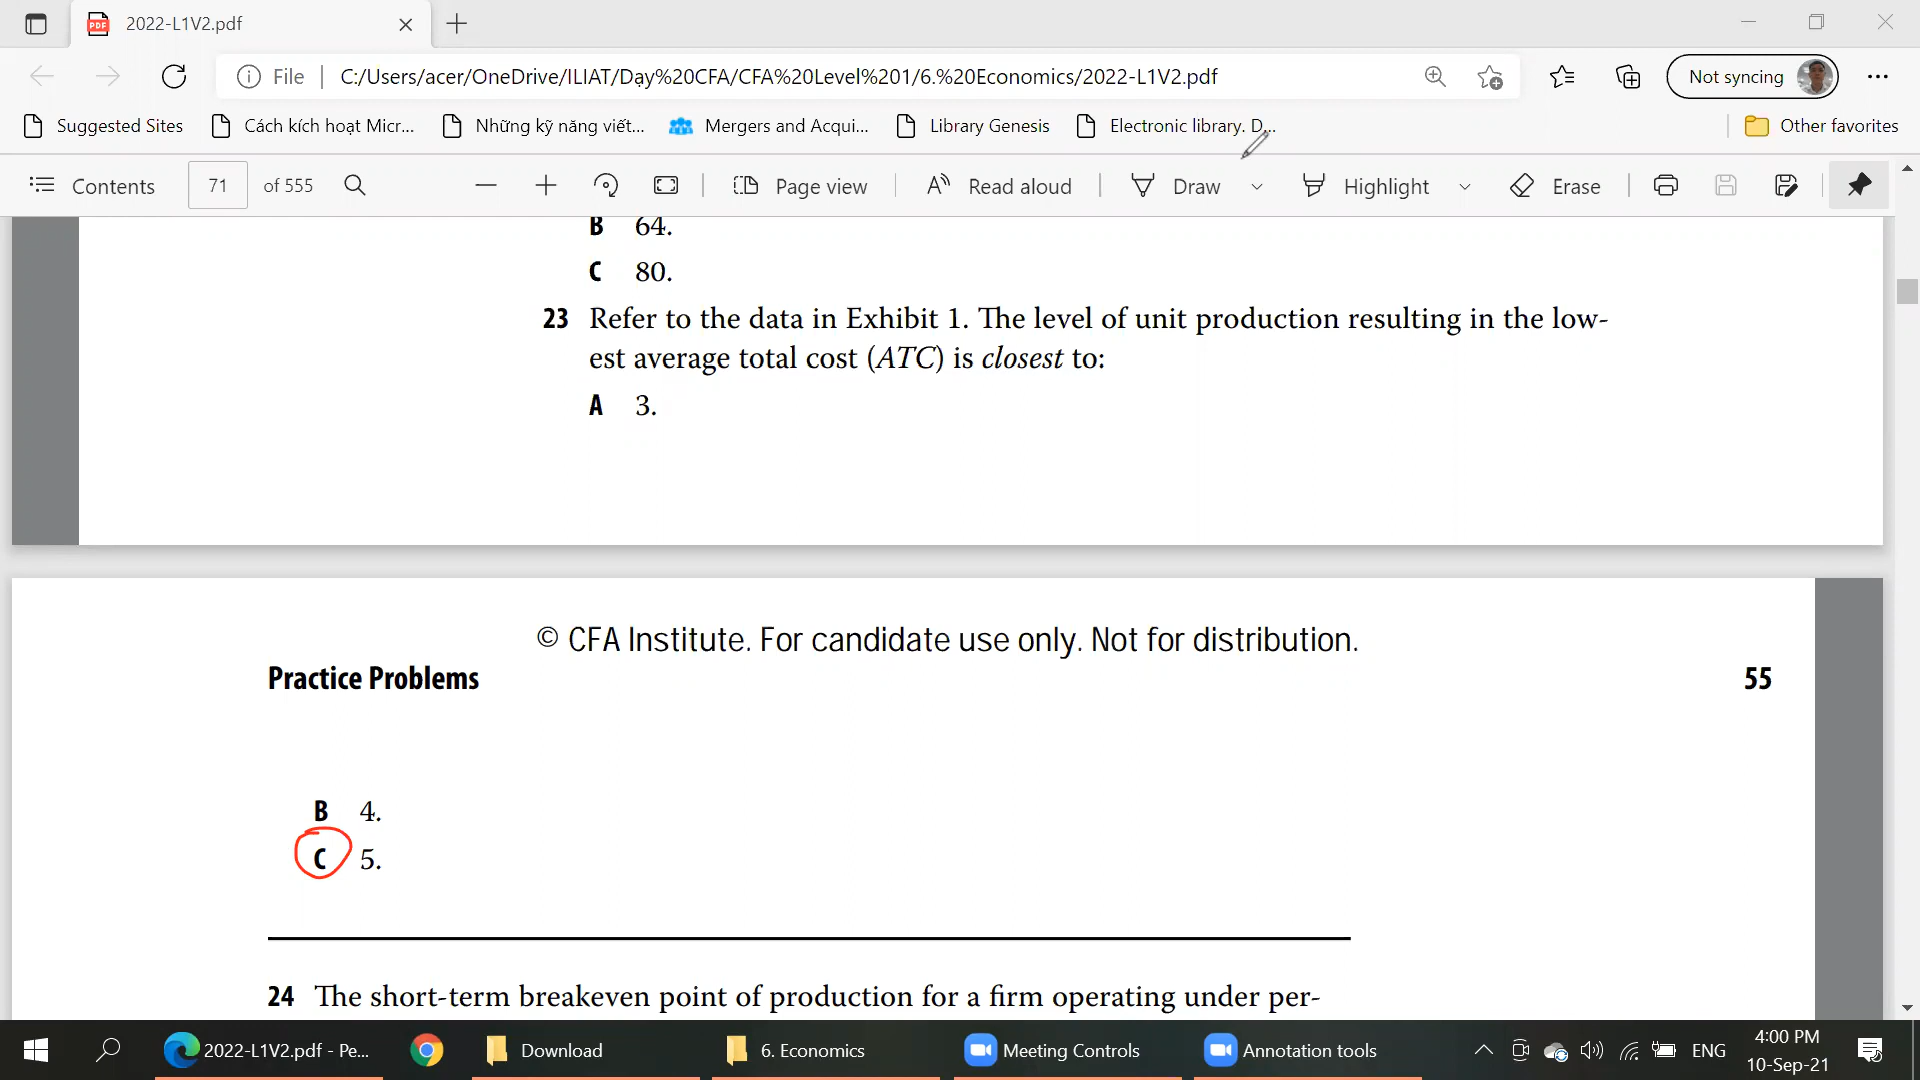 2022-L1V2.pdf
File
C:/Users/acer/OneDrive/ILIAT/Dạy%20CFA/CFA%20Level%201/6.%20Economics/2022-L1V2.pdf
Not syncing
Suggested Sites
Cách kích hoạt Micr...
Những kỹ năng viết...
Mergers and Acqui...
Library Genesis
Electronic library. D...
Other favorites
Contents
71
of 555
Page view
Read aloud
Draw
Highlight
Erase
B 64.
C 80.
23 Refer to the data in Exhibit 1. The level of unit production resulting in the low-
est average total cost (ATC) is closest to:
A 3.
© CFA Institute. For candidate use only. Not for distribution.
Practice Problems
55
B 4.
C 5.
24 The short-term breakeven point of production for a firm operating under per-
2022-L1V2.pdf - Pe...
Download
6. Economics
Meeting Controls
Annotation tools
ENG
4:00 PM
10-Sep-21